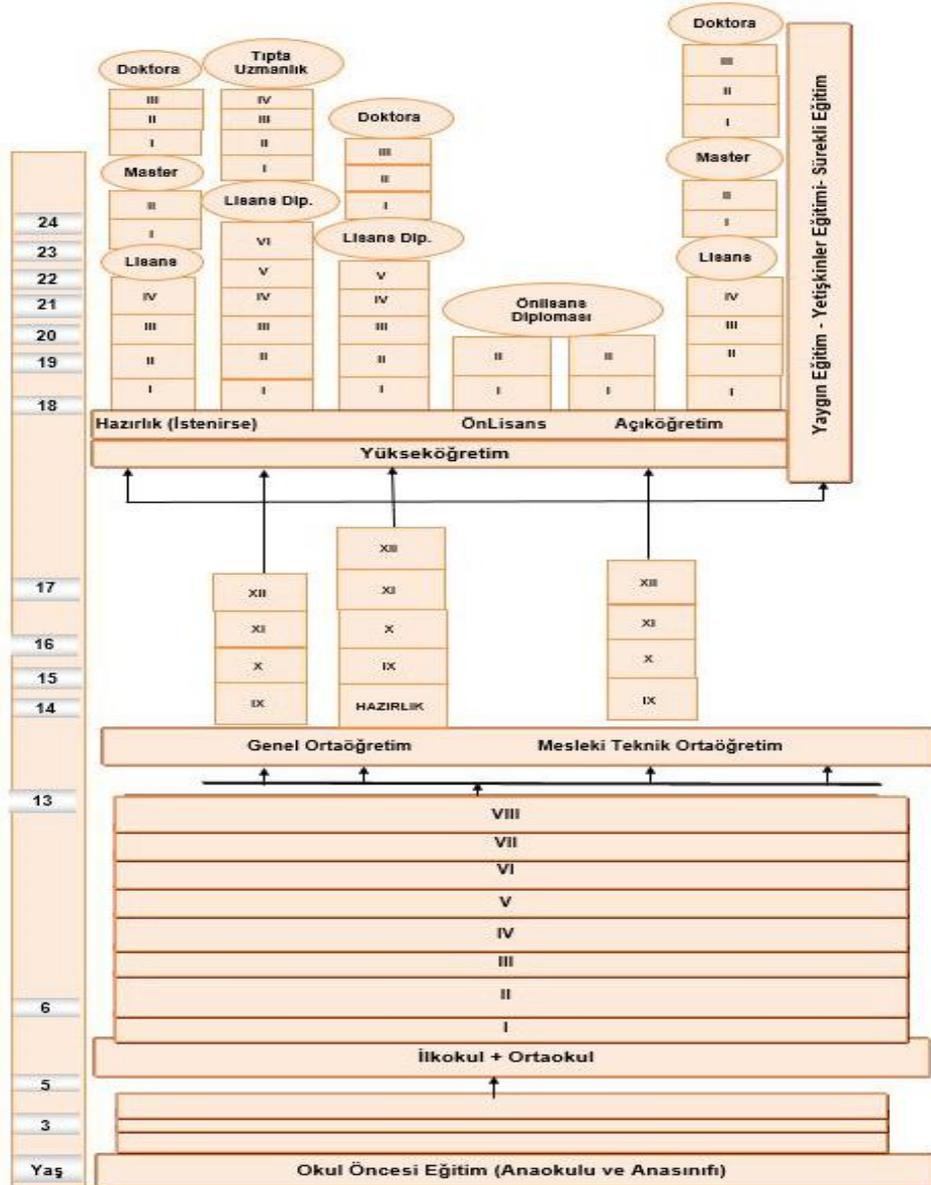 Doktora
Tıpta
Uzmanlık
Doktora
III
II
I
Master
II
I
Lisans
IV
III
II
I
IV
III
II
I
Lisans Dip.
VI
V
IV
III
II
I
Doktora
III
II
I
Lisans Dip.
V
IV
III
II
I
Önlisans
Diploması
II
I
II
I
III
II
I
Master
II
I
Lisans
IV
III
II
I
Yaygın Eğitim - Yetişkinler Eğitimi- Sürekli Eğitim
24
23
22
21
20
19
18
Hazırlık (İstenirse) ÖnLisans Açıköğretim
Yükseköğretim
XII
XI
X
IX
XII
XI
X
IX
HAZIRLIK
XII
XI
X
IX
17
16
15
14
Genel Ortaöğretim Mesleki Teknik Ortaöğretim
13
VIII
VII
VI
V
IV
III
II
6
I
İlkokul + Ortaokul
5
3
Yaş Okul Öncesi Eğitim (Anaokulu ve Anasınıfı)